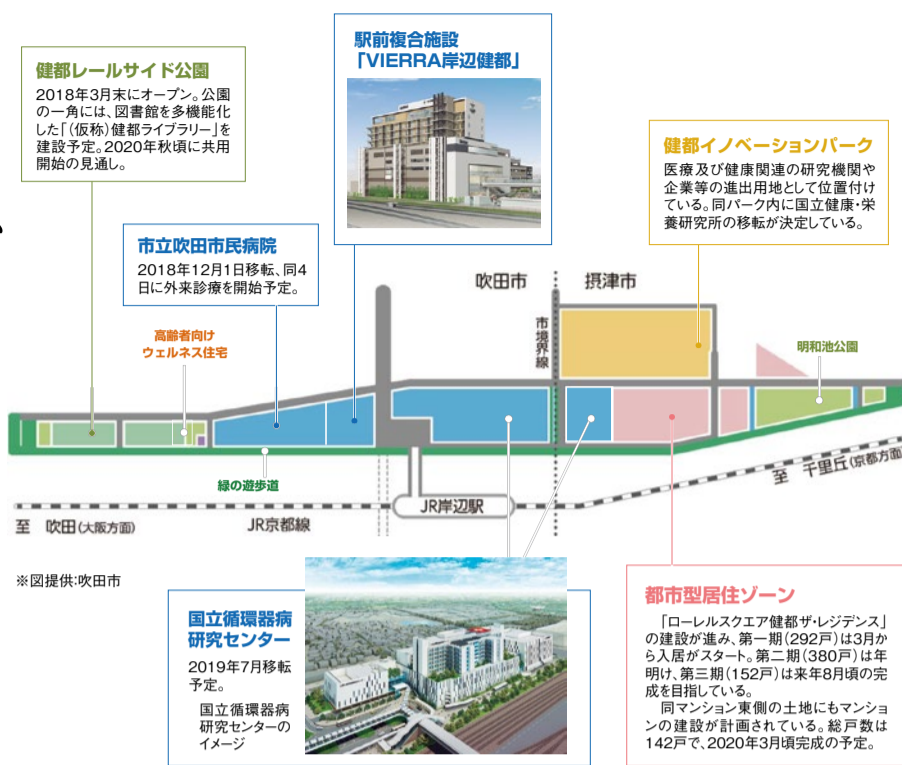 健都レールサイド公園
2018年3月末にオープン。公園
の一角には、図書館を多機能化
した「(仮称)健都ライブラリー」を
建設予定。2020年秋頃に共用
開始の見通し。
駅前複合施設
「VIERRA岸辺健都」
健都イノベーションパーク
医療及び健康関連の研究機関や
企業等の進出用地として位置付け
ている。同パーク内に国立健康・栄
養研究所の移転が決定している。
市立吹田市民病院
2018年12月1日移転、同4
日に外来診療を開始予定。
吹田市
摂津市
市境界線
高齢者向け
ウェルネス住宅
明和池公園
緑の遊歩道
至 千里丘(京都方面)
JR岸辺駅
至 吹田(大阪方面)
JR京都線
※図提供:吹田市
国立循環器病
研究センター
2019年7月移転
予定。
国立循環器病
研究センターの
イメージ
都市型居住ゾーン
「ローレルスクエア健都ザ・レジデンス」
の建設が進み、第一期(292戸)は3月か
ら入居がスタート。第二期(380戸)は年
明け、第三期(152戸)は来年8月頃の完
成を目指している。
同マンション東側の土地にもマンショ
ンの建設が計画されている。総戸数は
142戸で、2020年3月頃完成の予定。